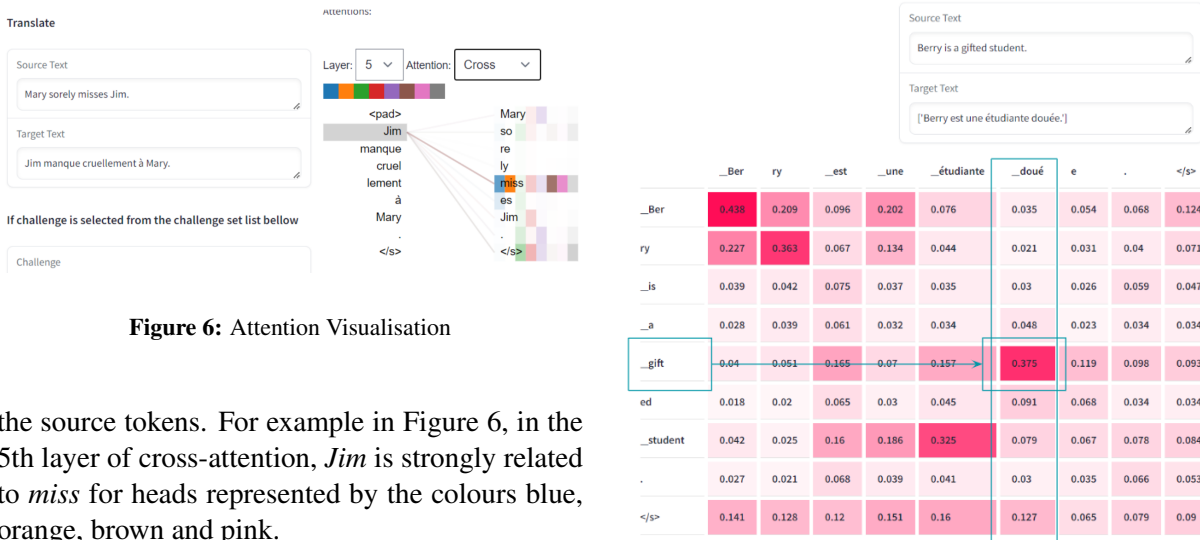 Translate
Source Text
Mary sorely misses Jim.
Target Text
Jim manque cruellement à Mary.
If challenge is selected from the challenge set list bellow
Challenge
Attentions:
Layer: 5 Attention: Cross
<pad> Mary
Jim so
manque re
cruel ly
lement miss
à es
Mary Jim
. .
</s> </s>
Figure 6: Attention Visualisation
the source tokens. For example in Figure 6, in the
5th layer of cross-attention, Jim is strongly related
to miss for heads represented by the colours blue,
orange, brown and pink.
Source Text
Berry is a gifted student.
Target Text
['Berry est une étudiante douée.']
__Ber ry __est __une __étudiante __doué e . </s>
__Ber 0.438 0.209 0.096 0.202 0.076 0.035 0.054 0.068 0.124
ry 0.227 0.363 0.067 0.134 0.044 0.021 0.031 0.04 0.071
__is 0.039 0.042 0.075 0.037 0.035 0.03 0.026 0.059 0.047
__a 0.028 0.039 0.061 0.032 0.034 0.048 0.023 0.034 0.034
__gift 0.04 0.051 0.165 0.07 0.157 0.375 0.119 0.098 0.093
ed 0.018 0.02 0.065 0.03 0.045 0.091 0.068 0.034 0.034
__student 0.042 0.025 0.16 0.186 0.325 0.079 0.067 0.078 0.084
. 0.027 0.021 0.068 0.039 0.041 0.03 0.035 0.066 0.053
</s> 0.141 0.128 0.12 0.151 0.16 0.127 0.065 0.079 0.09